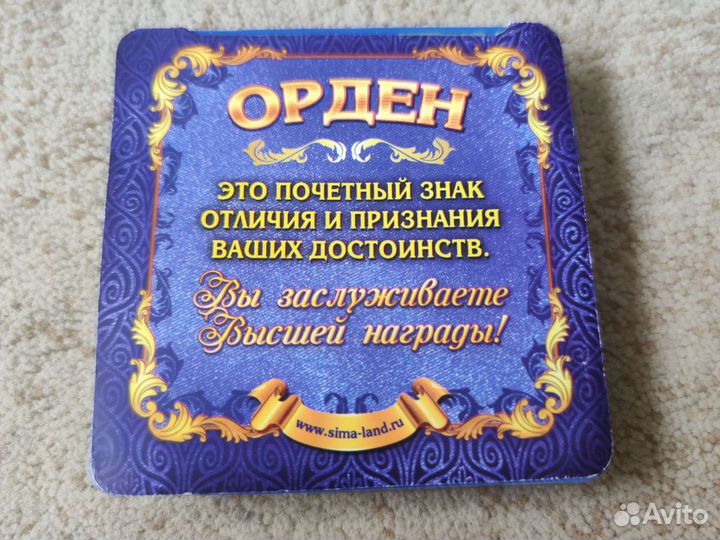 ОРДЕН
ЭТО ПОЧЕТНЫЙ ЗНАК
ОТЛИЧИЯ И ПРИЗНАНИЯ
ВАШИХ ДОСТОИНСТВ.
Вы заслуживаете
Высшей награды!
www.sima-land.ru
Avito